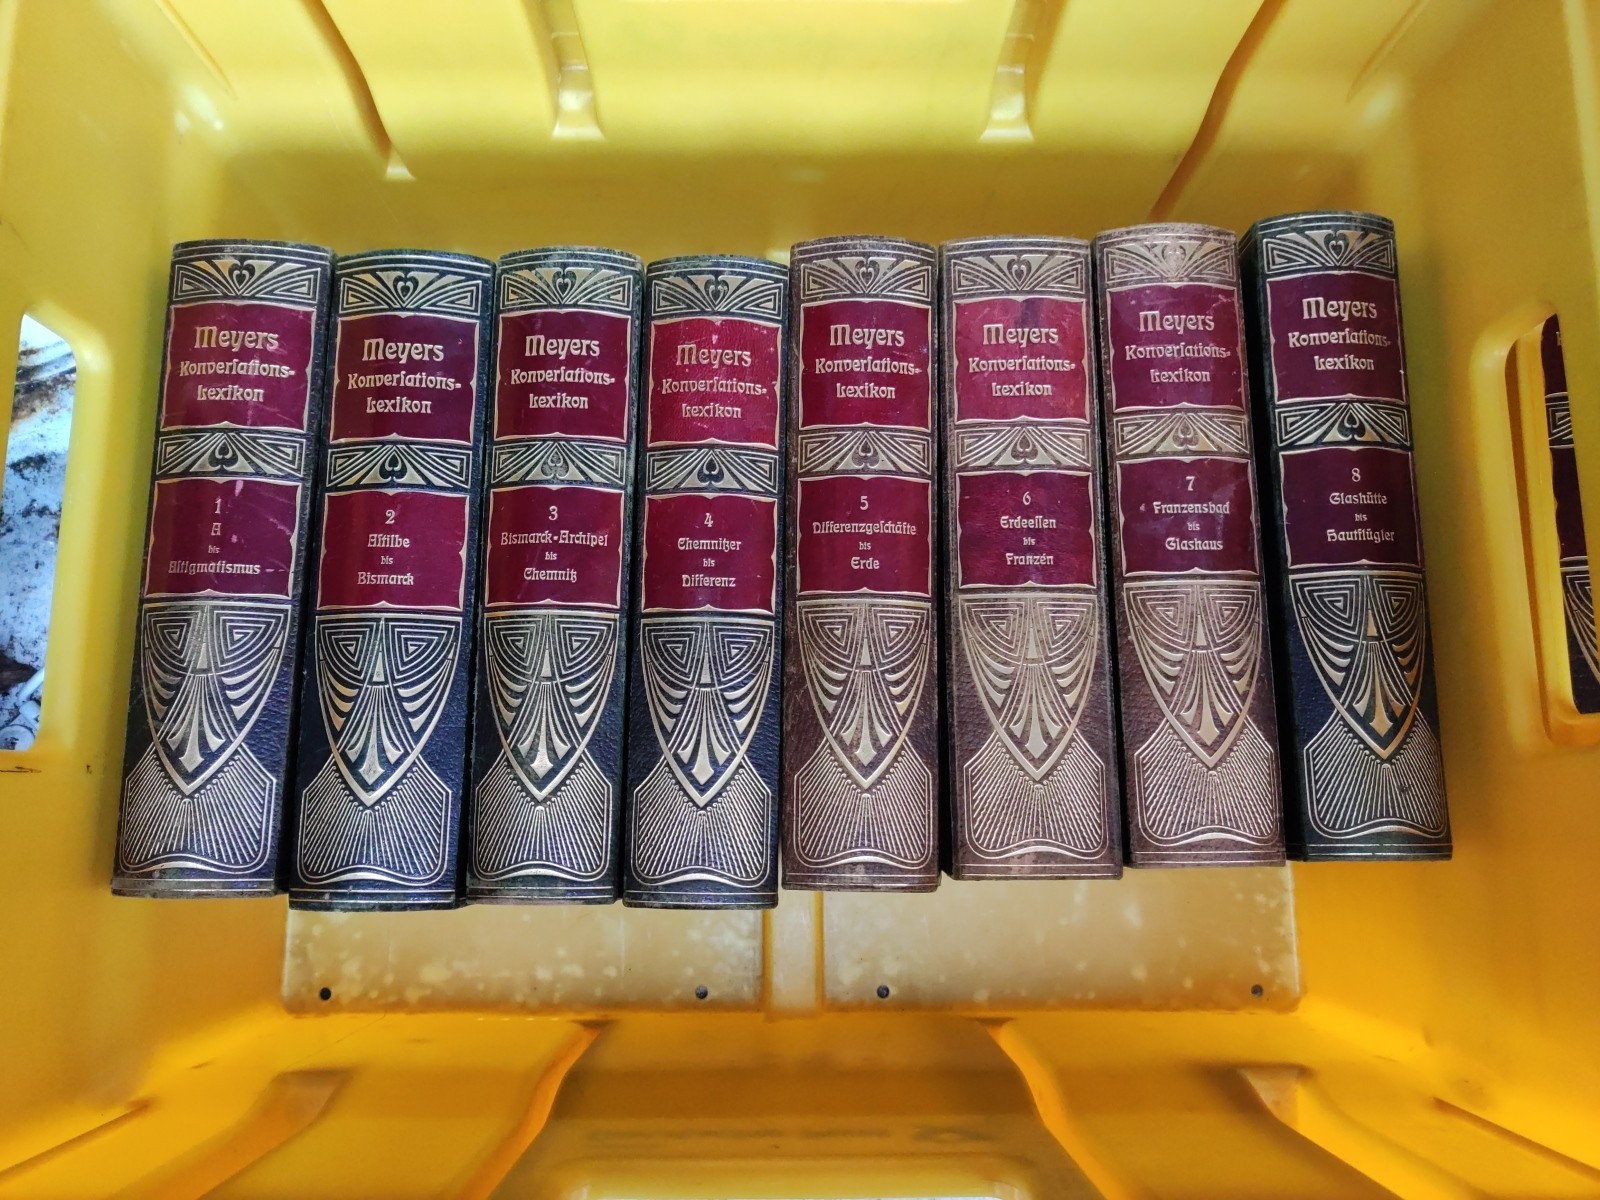 Meyers
Konverſations-
Lexikon
1
A
bis
Aſtigmatismus
Meyers
Konverſations-
Lexikon
2
Aſtilbe
bis
Bismarck
Meyers
Konverſations-
Lexikon
3
Bismarck-Archipel
bis
Chemnitz
Meyers
Konverſations-
Lexikon
4
Chemnitzer
bis
Differenz
Meyers
Konverſations-
Lexikon
5
Differenzgeſchäfte
bis
Erde
Meyers
Konverſations-
Lexikon
6
Erdeeſſen
bis
Franzén
Meyers
Konverſations-
Lexikon
7
Franzensbad
bis
Glashaus
Meyers
Konverſations-
Lexikon
8
Glashütte
bis
Hautflügler